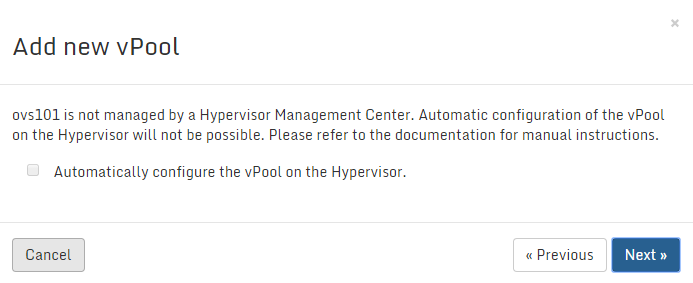 ×
Add new vPool
ovs101 is not managed by a Hypervisor Management Center. Automatic configuration of the vPool
on the Hypervisor will not be possible. Please refer to the documentation for manual instructions.
Automatically configure the vPool on the Hypervisor.
Cancel
« Previous
Next »